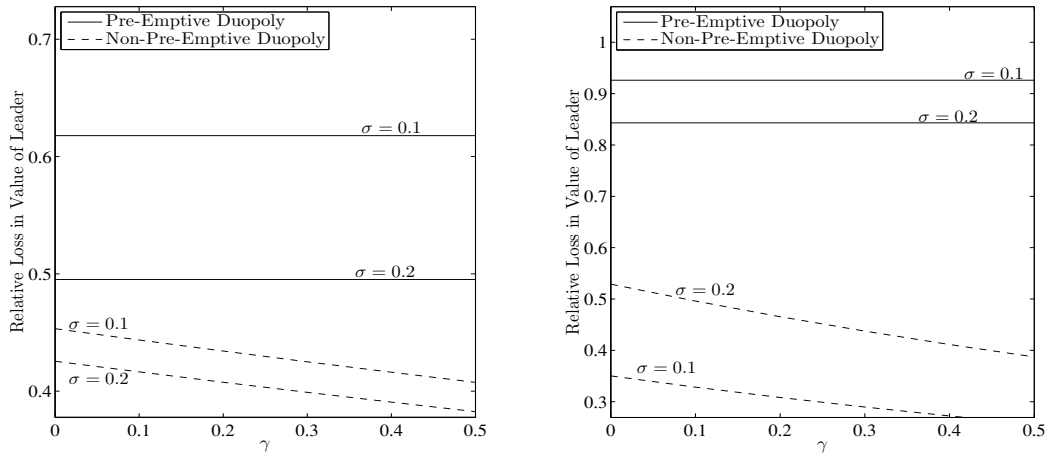 Pre-Emptive Duopoly
Non-Pre-Emptive Duopoly
0.7
0.6
0.5
0.4
Relative Loss in Value of Leader
σ = 0.1
σ = 0.2
σ = 0.1
σ = 0.2
0 0.1 0.2 0.3 0.4 0.5
γ
Pre-Emptive Duopoly
Non-Pre-Emptive Duopoly
1
0.9
0.8
0.7
0.6
0.5
0.4
0.3
Relative Loss in Value of Leader
σ = 0.1
σ = 0.2
σ = 0.2
σ = 0.1
0 0.1 0.2 0.3 0.4 0.5
γ